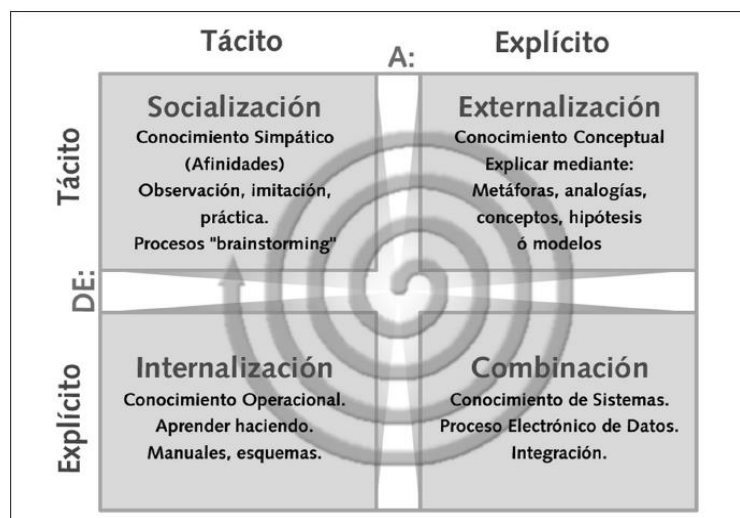 Tácito
Explícito
A:
DE:
Tácito
Socialización
Conocimiento Simpático
(Afinidades)
Observación, imitación,
práctica.
Procesos "brainstorming"
Externalización
Conocimiento Conceptual
Explicar mediante:
Metáforas, analogías,
conceptos, hipótesis
ó modelos
Explícito
Internalización
Conocimiento Operacional.
Aprender haciendo.
Manuales, esquemas.
Combinación
Conocimiento de Sistemas.
Proceso Electrónico de Datos.
Integración.